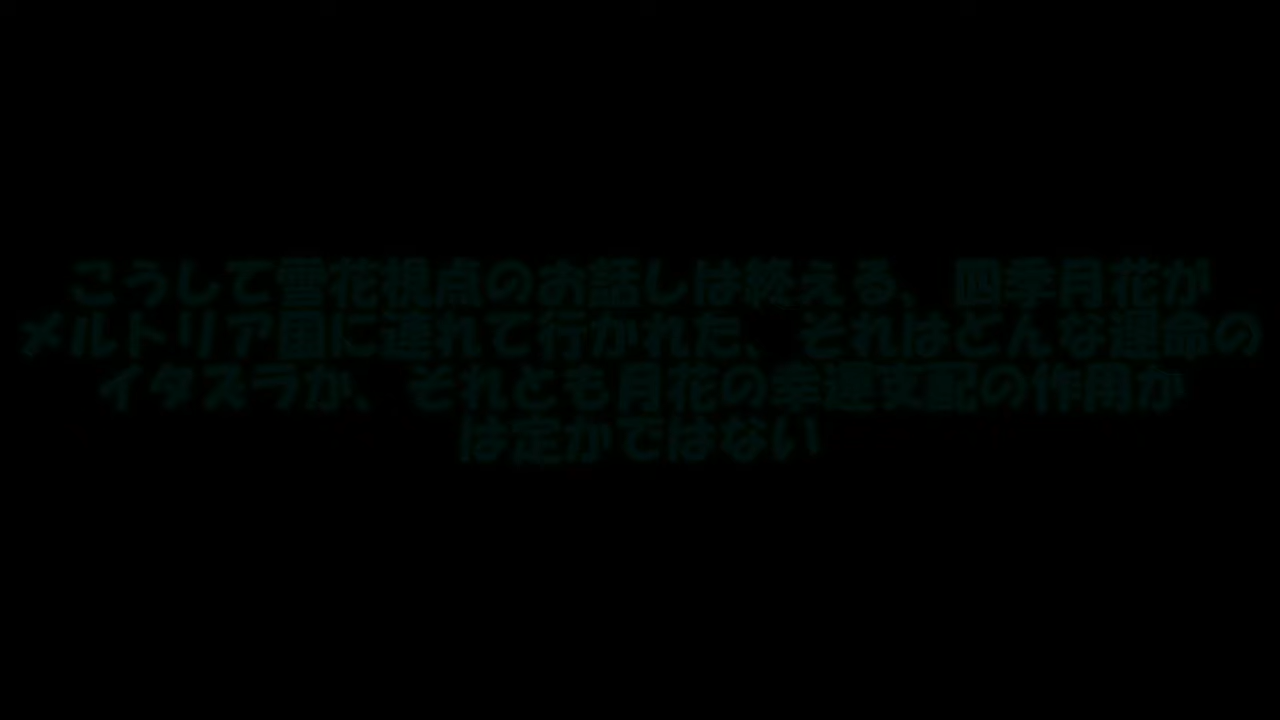 こうして雪花視点のお話しは終える、四季月花が
メルトリア国に連れて行かれた、それはどんな運命の
イタズラか、それとも月花の幸運支配の作用か
は定かではない